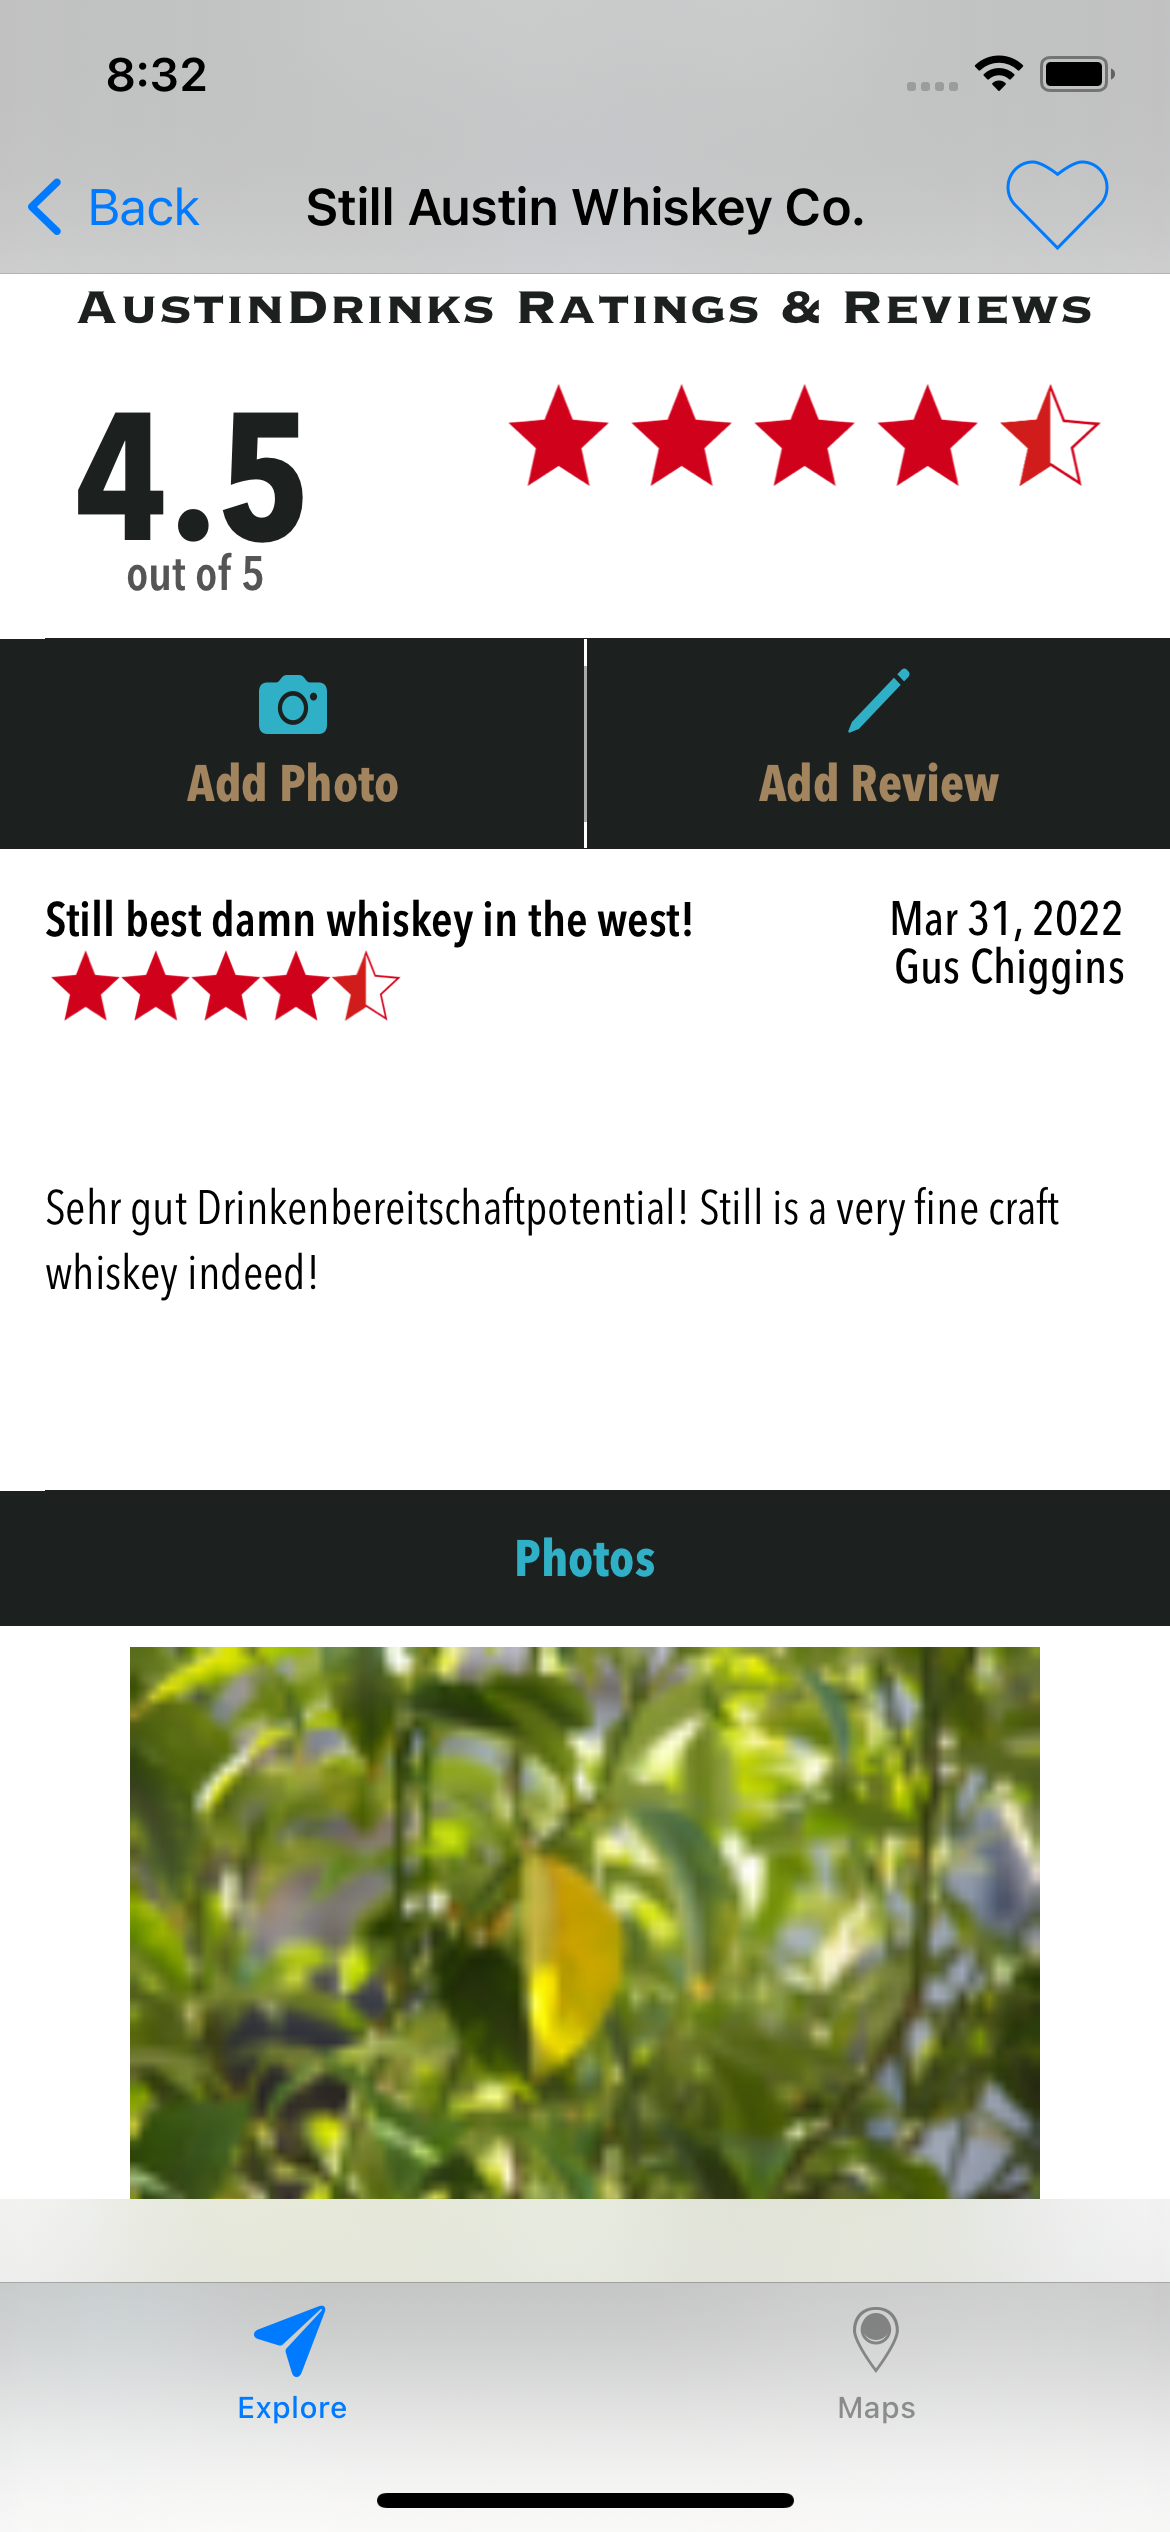 8:32
Back
Still Austin Whiskey Co.
AustinDrinks Ratings & Reviews
4.5
out of 5
Add Photo
Add Review
Still best damn whiskey in the west!
Mar 31, 2022
Gus Chiggins
Sehr gut Drinkenbereitschaftpotential! Still is a very fine craft
whiskey indeed!
Photos
Explore
Maps